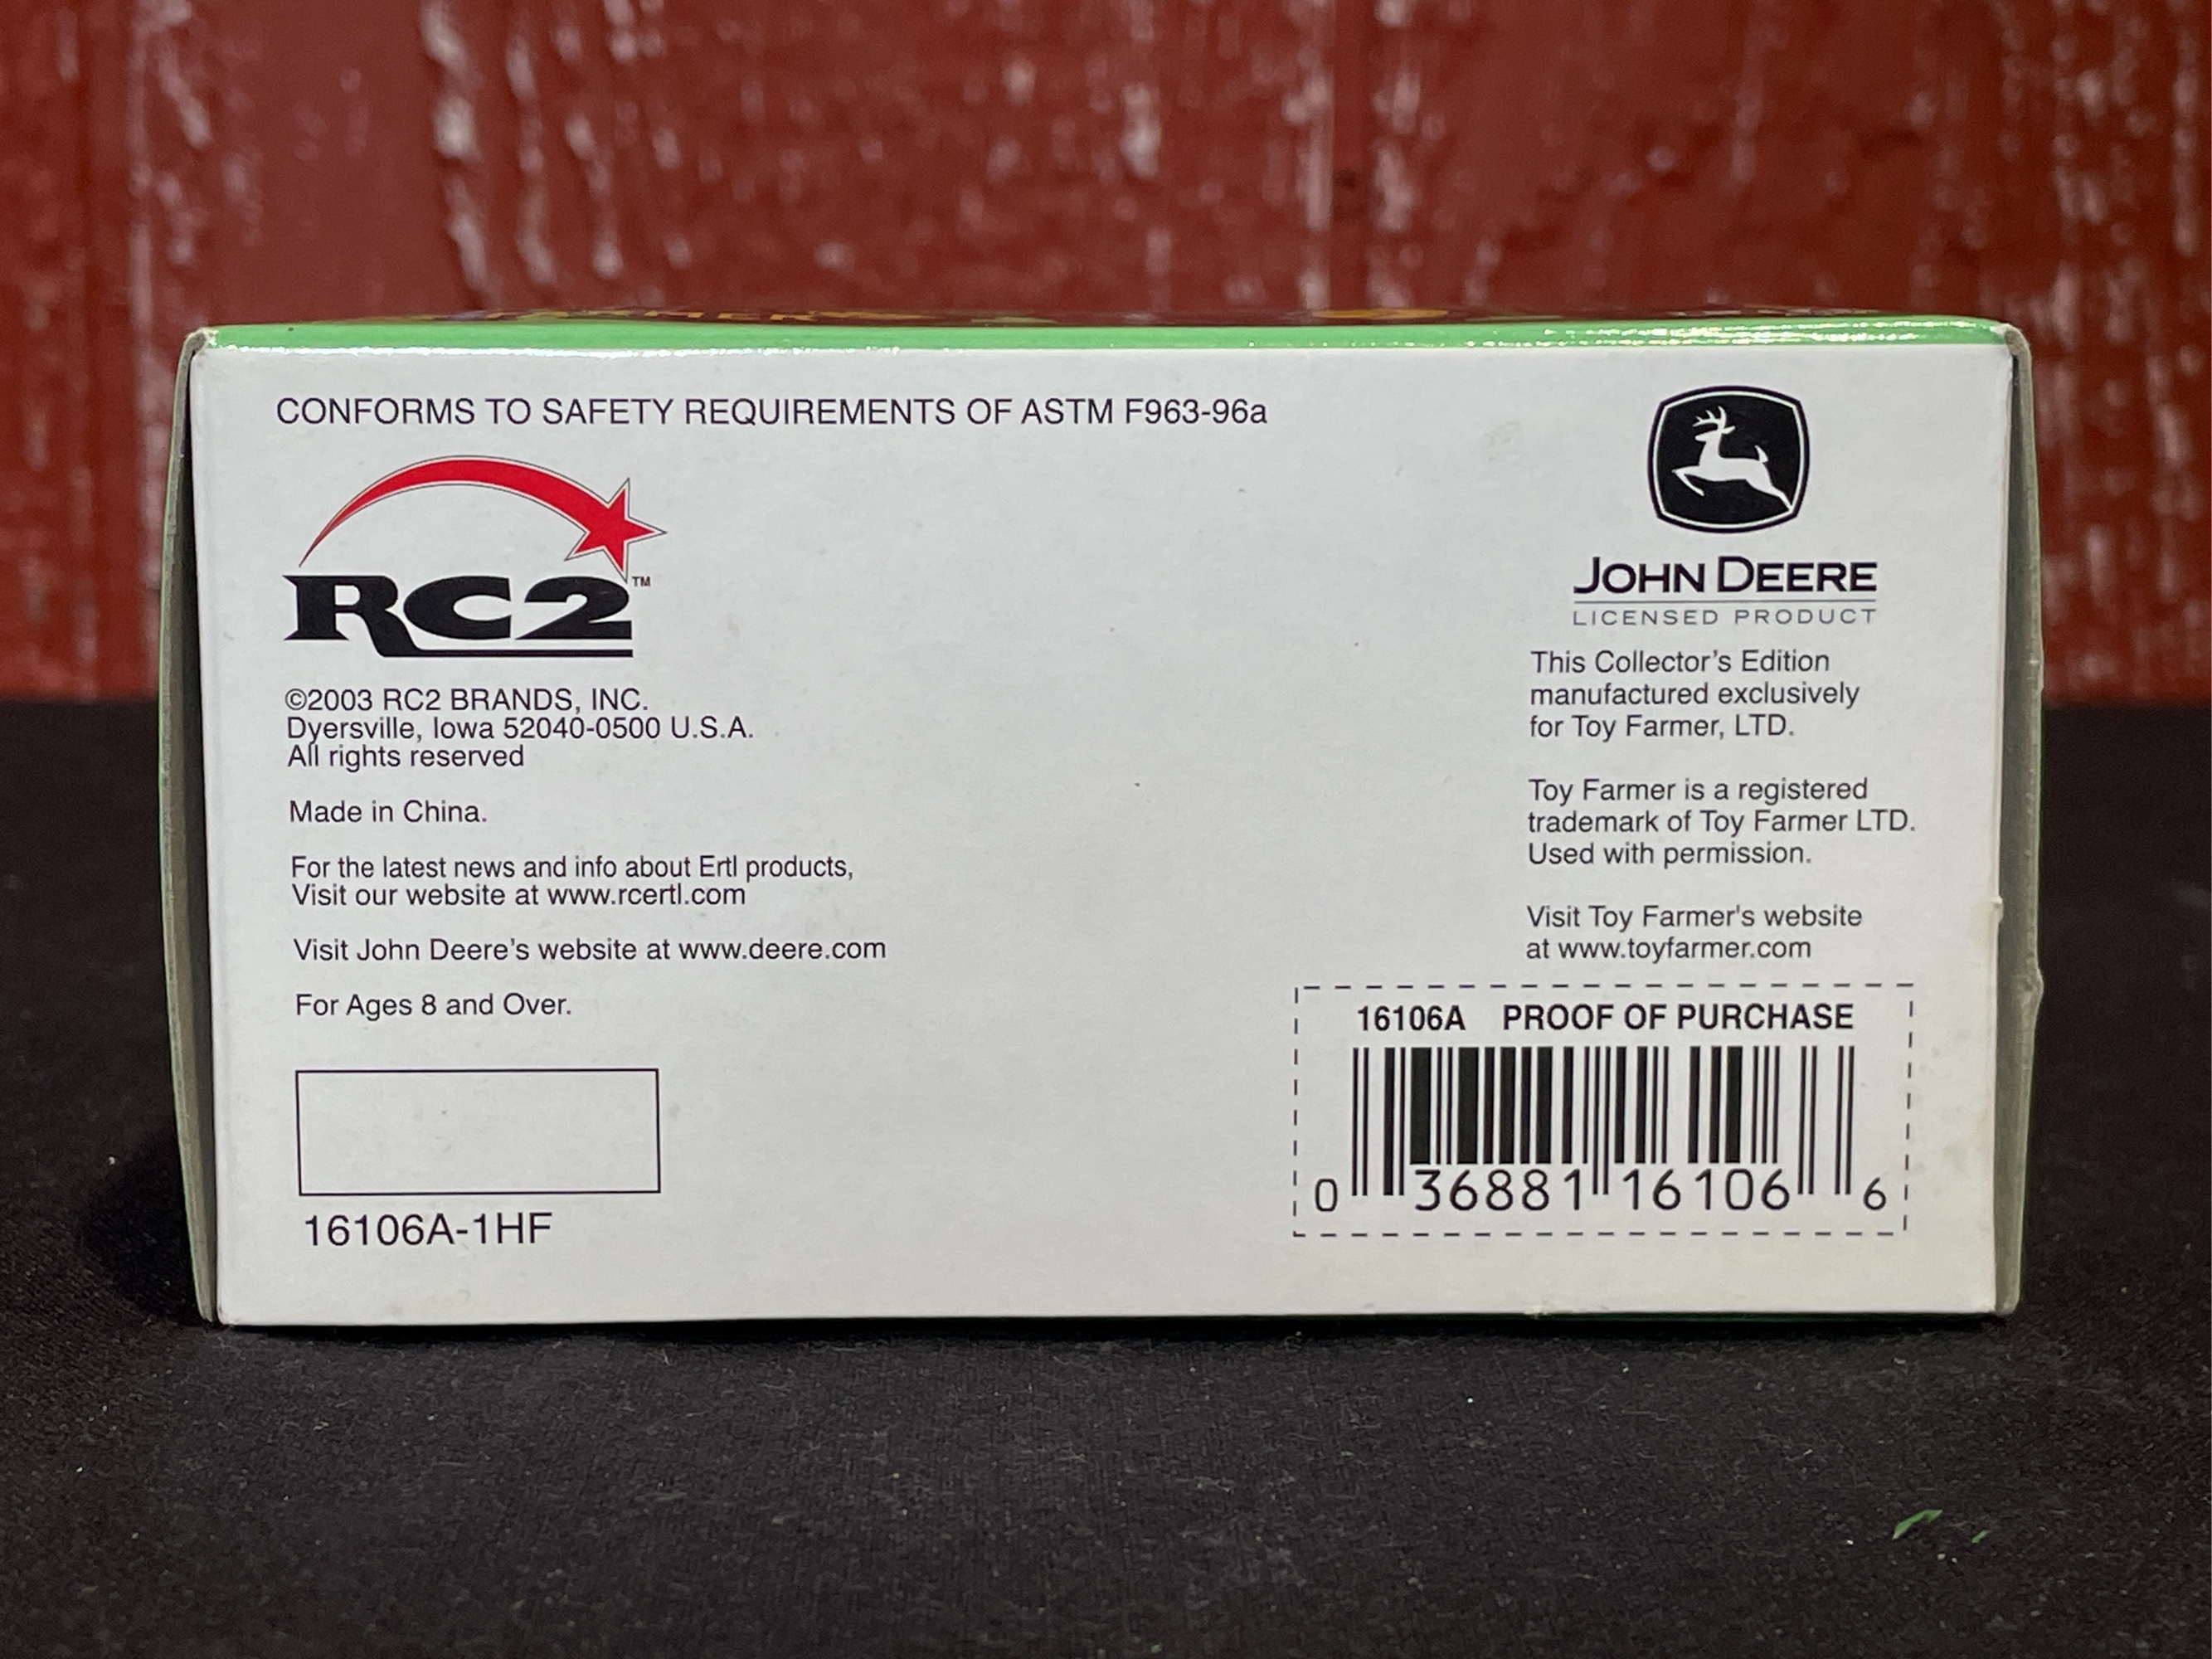 CONFORMS TO SAFETY REQUIREMENTS OF ASTM F963-96a
RC2™
©2003 RC2 BRANDS, INC.
Dyersville, Iowa 52040-0500 U.S.A.
All rights reserved
Made in China.
For the latest news and info about Ertl products,
Visit our website at www.rcertl.com
Visit John Deere’s website at www.deere.com
For Ages 8 and Over.
16106A-1HF
JOHN DEERE
LICENSED PRODUCT
This Collector’s Edition
manufactured exclusively
for Toy Farmer, LTD.
Toy Farmer is a registered
trademark of Toy Farmer LTD.
Used with permission.
Visit Toy Farmer's website
at www.toyfarmer.com
16106A PROOF OF PURCHASE
0 36881 16106 6